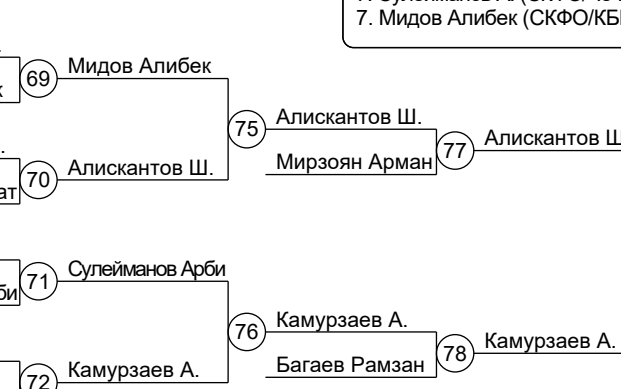 7. Мидов Алибек (СКФО/КБ
69
Мидов Алибек
75
Алискантов Ш.
77
Алискантов Ш
Мирзоян Арман
70
Алискантов Ш.
71
Сулейманов Арби
76
Камурзаев А.
78
Камурзаев А.
Багаев Рамзан
72
Камурзаев А.